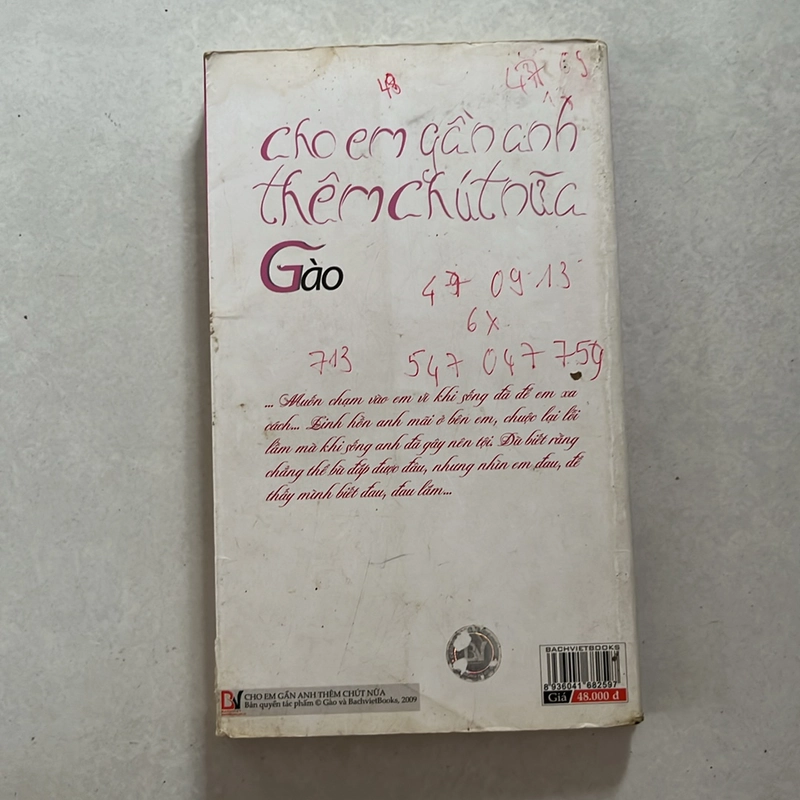 cho em gần anh
thêm chút nữa
Gào
09 13
6x
713 547 047 759
... Muốn chạm vào em vì khi sống đã để em xa
cách... Linh hồn anh mãi ở bên em, chuộc lại lỗi
lầm mà khi sống anh đã gây nên tội. Dù biết rằng
chẳng thể bù đắp được đâu, nhưng nhìn em đau, để
thấy mình biết đau, đau lắm...
BV
BACHVIETBOOKS
8 936041 682597
Giá 48.000 đ
BV
CHO EM GẦN ANH THÊM CHÚT NỮA
Bản quyền tác phẩm © Gào và BachvietBooks, 2009